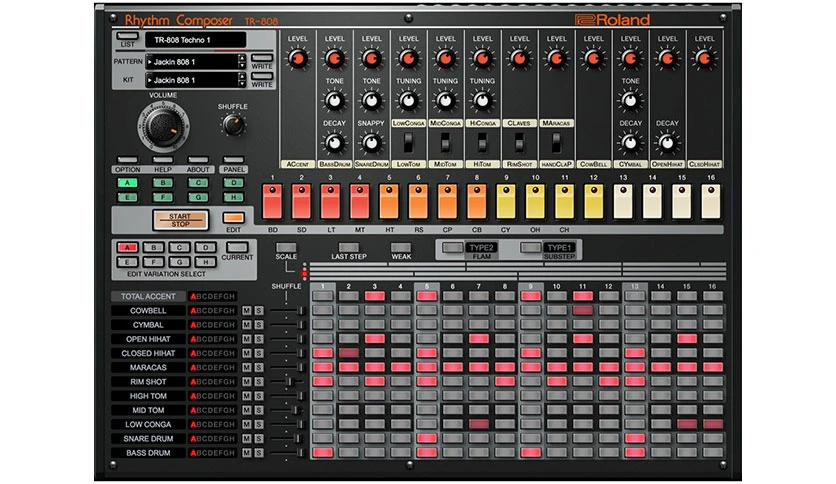 Rhythm Composer TR-808 Roland
LIST TR-808 Techno 1
PATTERN Jackin 808 1 WRITE
KIT Jackin 808 1 WRITE
VOLUME SHUFFLE
LEVEL LEVEL LEVEL LEVEL LEVEL LEVEL LEVEL LEVEL LEVEL LEVEL LEVEL LEVEL
TONE TONE TUNING TUNING TUNING TONE
LowConga MidConga HiConga CLAVES MARacas
DECAY SNAPPY DECAY DECAY
ACcent BassDrum SnareDrum LowTom MidTom HiTom RimShot handClaP CowBell CYmbal OpenHihat ClsdHihat
OPTION HELP ABOUT PANEL
A B C D
E F G H
1 2 3 4 5 6 7 8 9 10 11 12 13 14 15 16
START
STOP
EDIT
BD SD LT MT HT RS CP CB CY OH CH
A B C D
E F G H
CURRENT
EDIT VARIATION SELECT
SCALE LAST STEP WEAK TYPE2 FLAM TYPE1 SUBSTEP
SHUFFLE 1 2 3 4 5 6 7 8 9 10 11 12 13 14 15 16
TOTAL ACCENT ABCDEFGH
COWBELL ABCDEFGH M S
CYMBAL ABCDEFGH M S
OPEN HIHAT ABCDEFGH M S
CLOSED HIHAT ABCDEFGH M S
MARACAS ABCDEFGH M S
RIM SHOT ABCDEFGH M S
HIGH TOM ABCDEFGH M S
MID TOM ABCDEFGH M S
LOW CONGA ABCDEFGH M S
SNARE DRUM ABCDEFGH M S
BASS DRUM ABCDEFGH M S